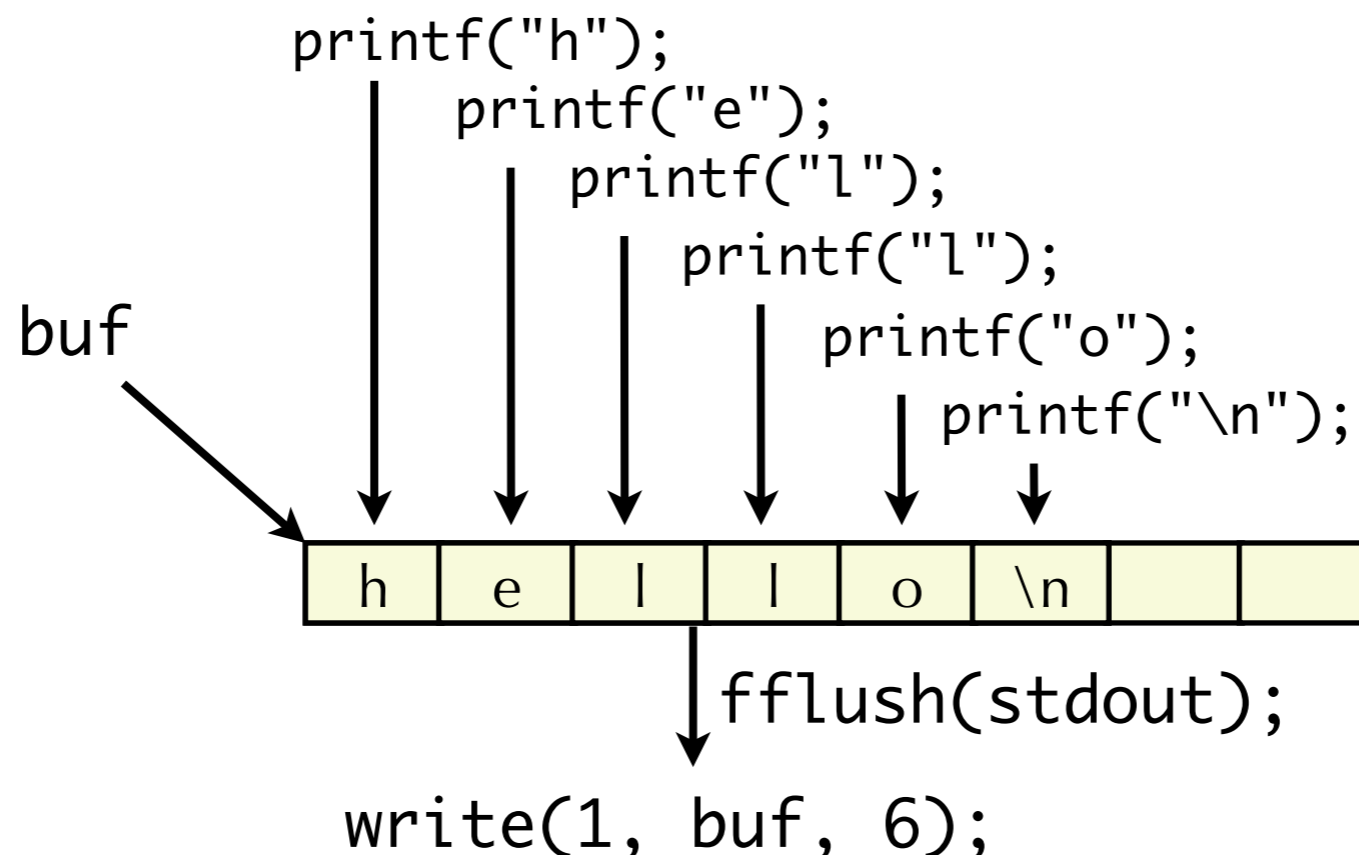 printf("h");
printf("e");
printf("l");
printf("l");
buf
printf("o");
printf("\n");
h e l l o \n
fflush(stdout);
write(1, buf, 6);